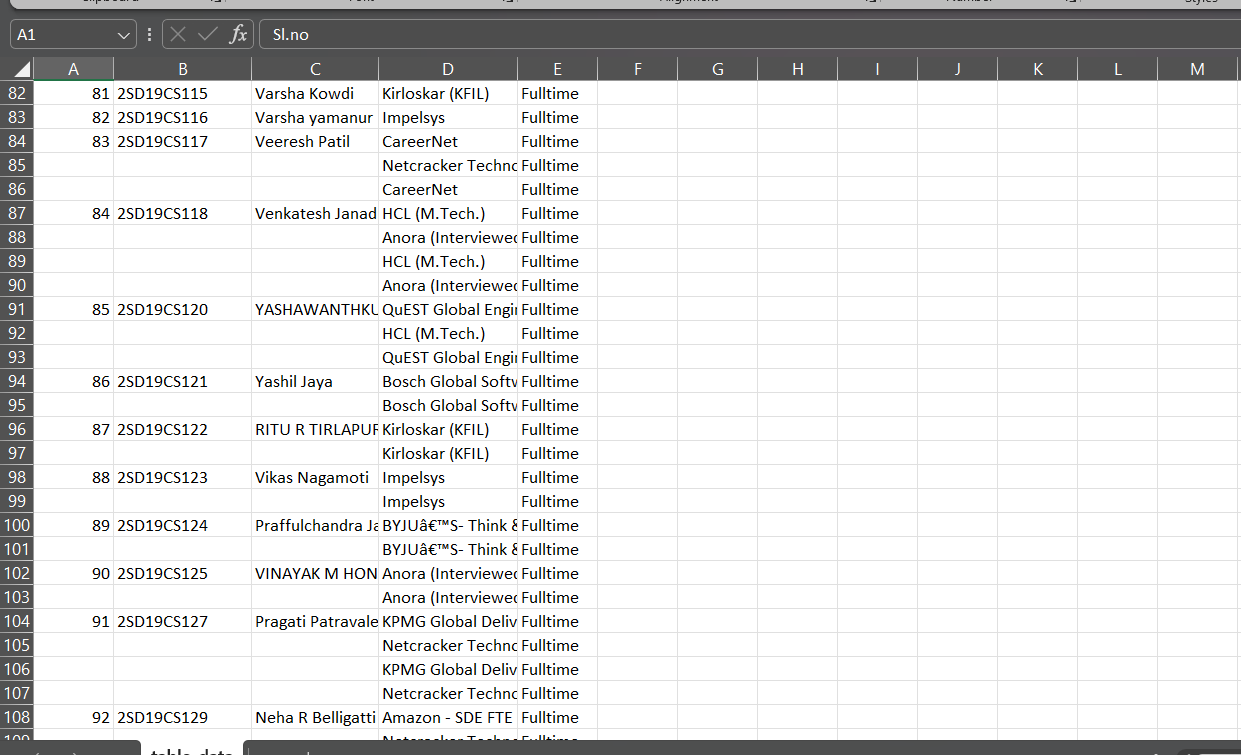 A1 fx Sl.no
A B C D E F G H I J K L M
82 81 2SD19CS115 Varsha Kowdi Kirloskar (KFIL) Fulltime
83 82 2SD19CS116 Varsha yamanur Impelsys Fulltime
84 83 2SD19CS117 Veeresh Patil CareerNet Fulltime
85 Netcracker Techno Fulltime
86 CareerNet Fulltime
87 84 2SD19CS118 Venkatesh Janad HCL (M.Tech.) Fulltime
88 Anora (Interviewed Fulltime
89 HCL (M.Tech.) Fulltime
90 Anora (Interviewed Fulltime
91 85 2SD19CS120 YASHAWANTHKU QuEST Global Engin Fulltime
92 HCL (M.Tech.) Fulltime
93 QuEST Global Engin Fulltime
94 86 2SD19CS121 Yashil Jaya Bosch Global Softw Fulltime
95 Bosch Global Softw Fulltime
96 87 2SD19CS122 RITU R TIRLAPUR Kirloskar (KFIL) Fulltime
97 Kirloskar (KFIL) Fulltime
98 88 2SD19CS123 Vikas Nagamoti Impelsys Fulltime
99 Impelsys Fulltime
100 89 2SD19CS124 Praffulchandra Ja BYJUâ€™S- Think & Fulltime
101 BYJUâ€™S- Think & Fulltime
102 90 2SD19CS125 VINAYAK M HON Anora (Interviewed Fulltime
103 Anora (Interviewed Fulltime
104 91 2SD19CS127 Pragati Patravale KPMG Global Deliv Fulltime
105 Netcracker Techno Fulltime
106 KPMG Global Deliv Fulltime
107 Netcracker Techno Fulltime
108 92 2SD19CS129 Neha R Belligatti Amazon - SDE FTE Fulltime